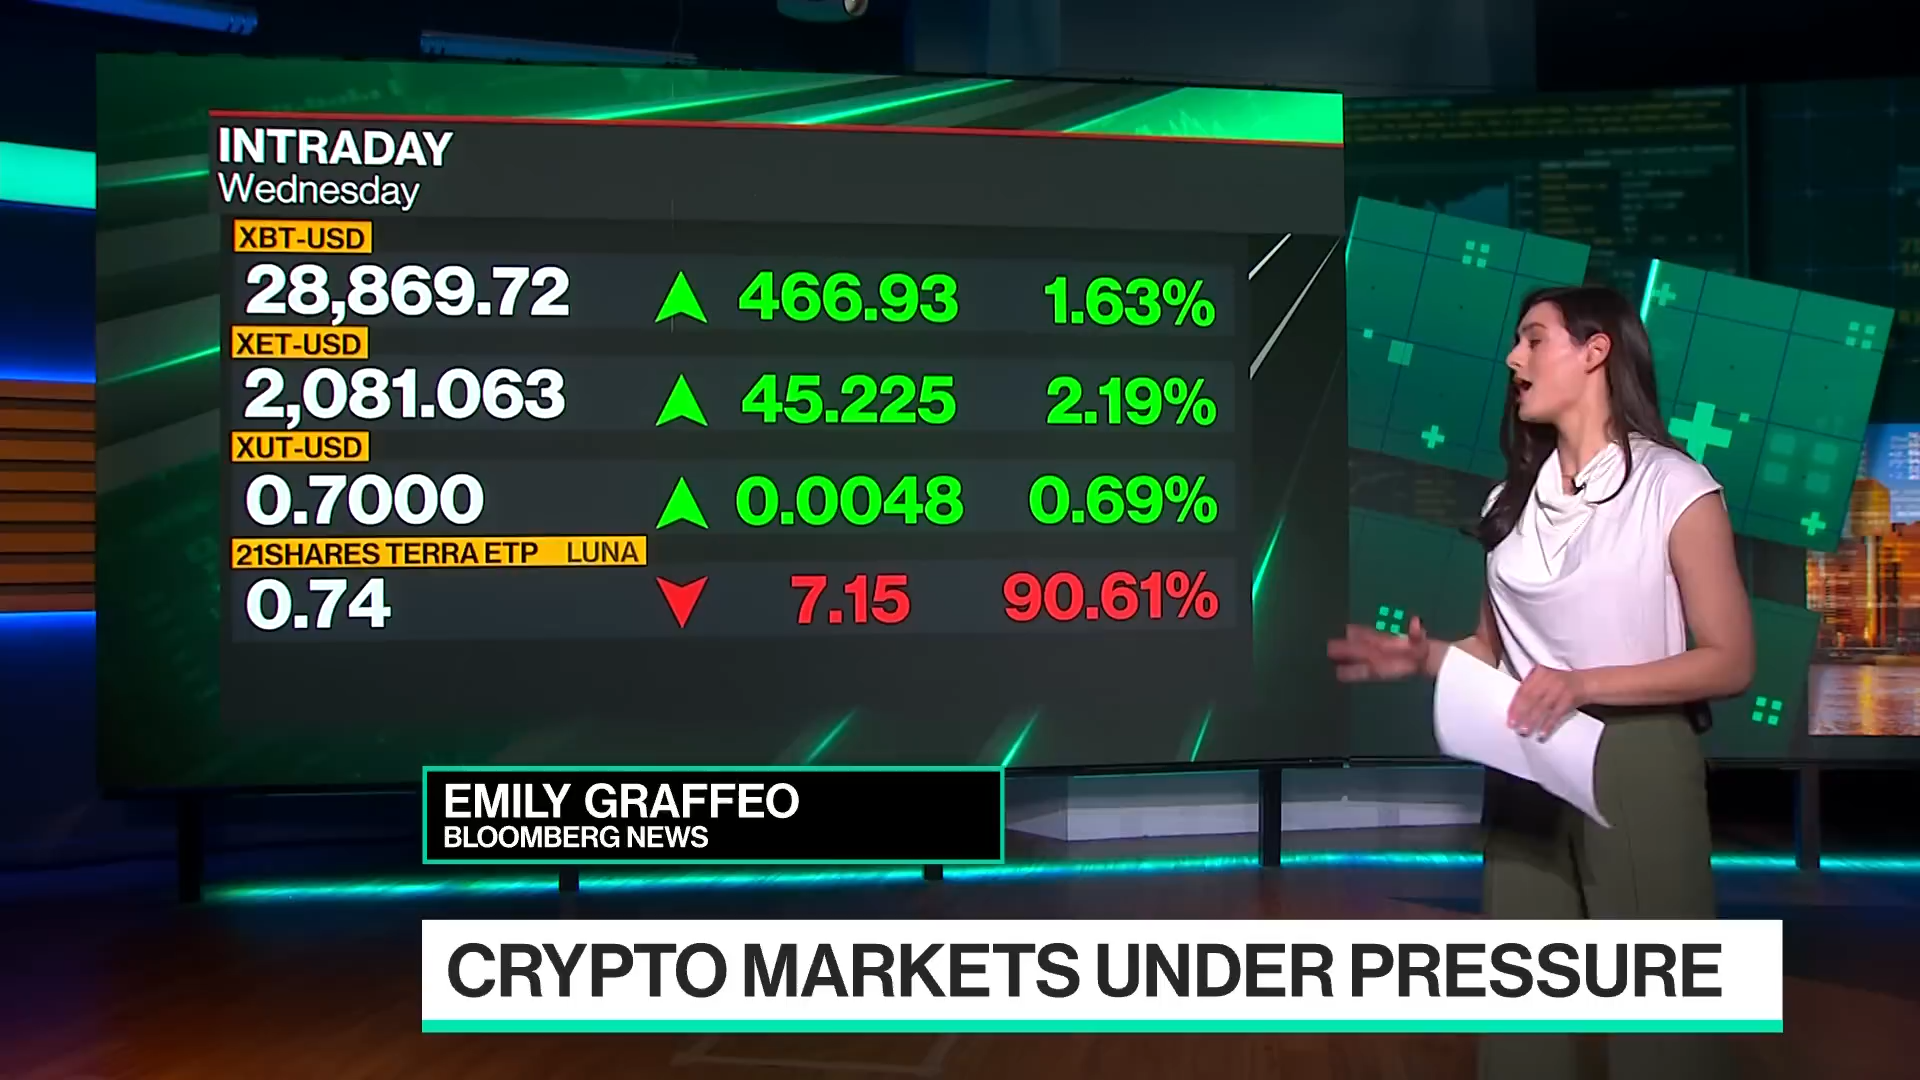 INTRADAY
Wednesday
XBT-USD
28,869.72 466.93 1.63%
XET-USD
2,081.063 45.225 2.19%
XUT-USD
0.7000 0.0048 0.69%
21SHARES TERRA ETP LUNA
0.74 7.15 90.61%
EMILY GRAFFEO
BLOOMBERG NEWS
CRYPTO MARKETS UNDER PRESSURE